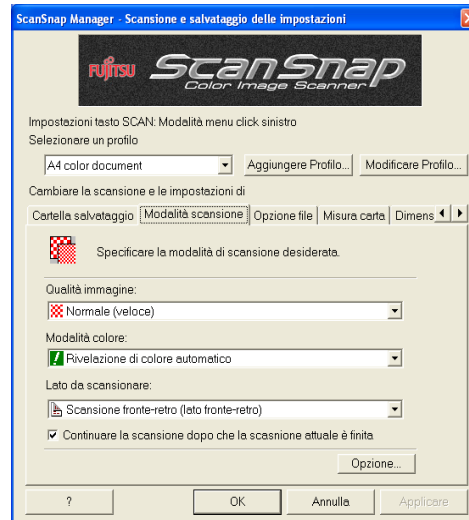 ScanSnap Manager - Scansione e salvataggio delle impostazioni
FUJITSU ScanSnap
Color Image Scanner
Impostazioni tasto SCAN: Modalità menu click sinistro
Selezionare un profilo
A4 color document Aggiungere Profilo... Modificare Profilo...
Cambiare la scansione e le impostazioni di
Cartella salvataggio Modalità scansione Opzione file Misura carta Dimens
Specificare la modalità di scansione desiderata.
Qualità immagine:
Normale (veloce)
Modalità colore:
Rivelazione di colore automatico
Lato da scansionare:
Scansione fronte-retro (lato fronte-retro)
Continuare la scansione dopo che la scasnione attuale è finita
Opzione...
? OK Annulla Applicare